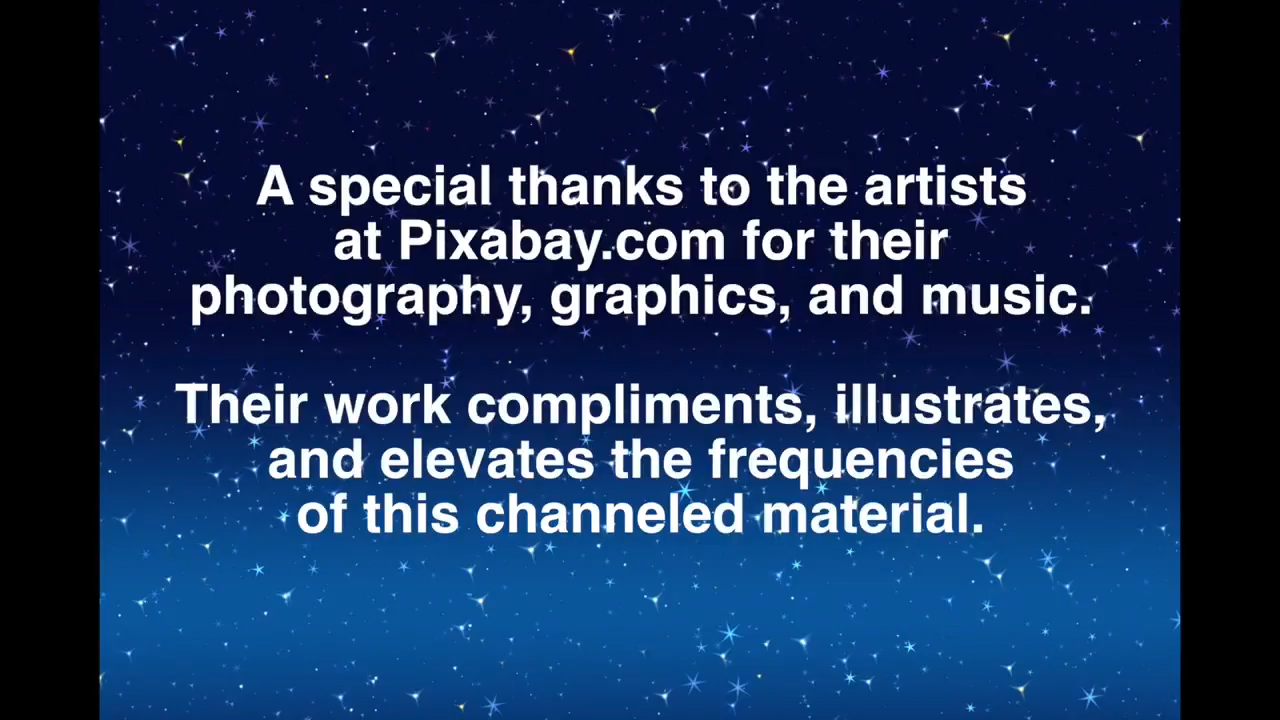 A special thanks to the artists
at Pixabay.com for their
photography, graphics, and music.
Their work compliments, illustrates,
and elevates the frequencies
of this channeled material.